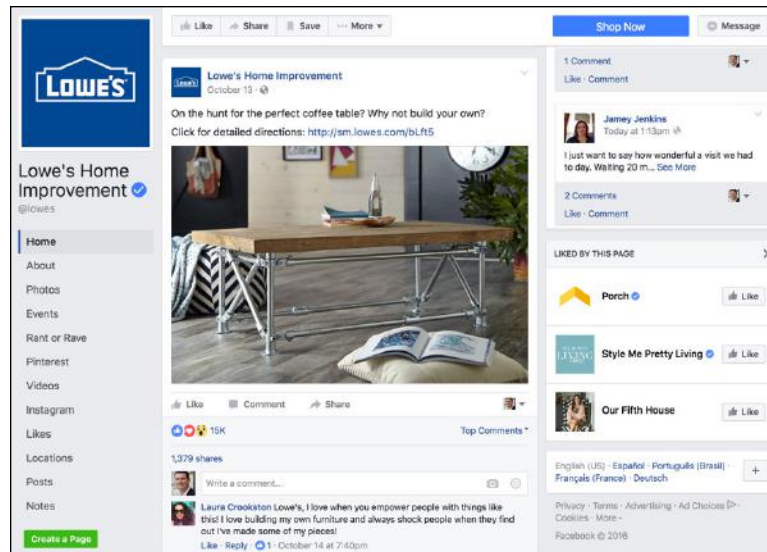 LOWE'S
Lowe's Home
Improvement
@lowes
Home
About
Photos
Events
Rant or Rave
Pinterest
Videos
Instagram
Likes
Locations
Posts
Notes
Create a Page
Like Share Save ··· More
Shop Now
Message
Lowe's
Lowe's Home Improvement
October 13 ·
On the hunt for the perfect coffee table? Why not build your own?
Click for detailed directions: http://sm.lowes.com/bLft5
Like Comment Share
15K
Top Comments
1,379 shares
Write a comment...
Laura Crookston Lowe's, I love when you empower people with things like
this! I love building my own furniture and always shock people when they find
out I've made some of my pieces!
Like · Reply · 1 · October 14 at 7:40pm
1 Comment
Like · Comment
Jamey Jenkins
Today at 1:13pm
I just want to say how wonderful a visit we had
to day. Waiting 20 m... See More
2 Comments
Like · Comment
LIKED BY THIS PAGE
Porch
Like
LIVING
Style Me Pretty Living
Like
Our Fifth House
Like
English (US) · Español · Português (Brasil) ·
Français (France) · Deutsch
Privacy · Terms · Advertising · Ad Choices ·
Cookies · More
Facebook © 2016